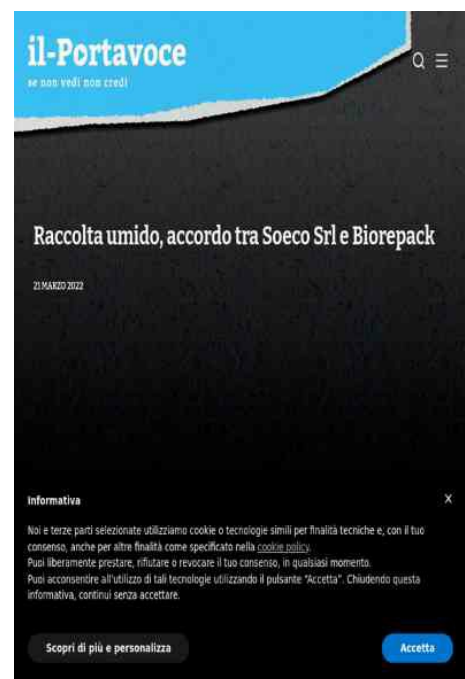 il-Portavoce
se non vedi non credi
Raccolta umido, accordo tra Soeco Srl e Biorepack
21 MARZO 2022
Informativa
x
Noi e terze parti selezionate utilizziamo cookie o tecnologie simili per finalità tecniche e, con il tuo
consenso, anche per altre finalità come specificato nella cookie policy.
Puoi liberamente prestare, rifiutare o revocare il tuo consenso, in qualsiasi momento.
Puoi acconsentire all'utilizzo di tali tecnologie utilizzando il pulsante "Accetta". Chiudendo questa
informativa, continui senza accettare.
Scopri di più e personalizza
Accetta